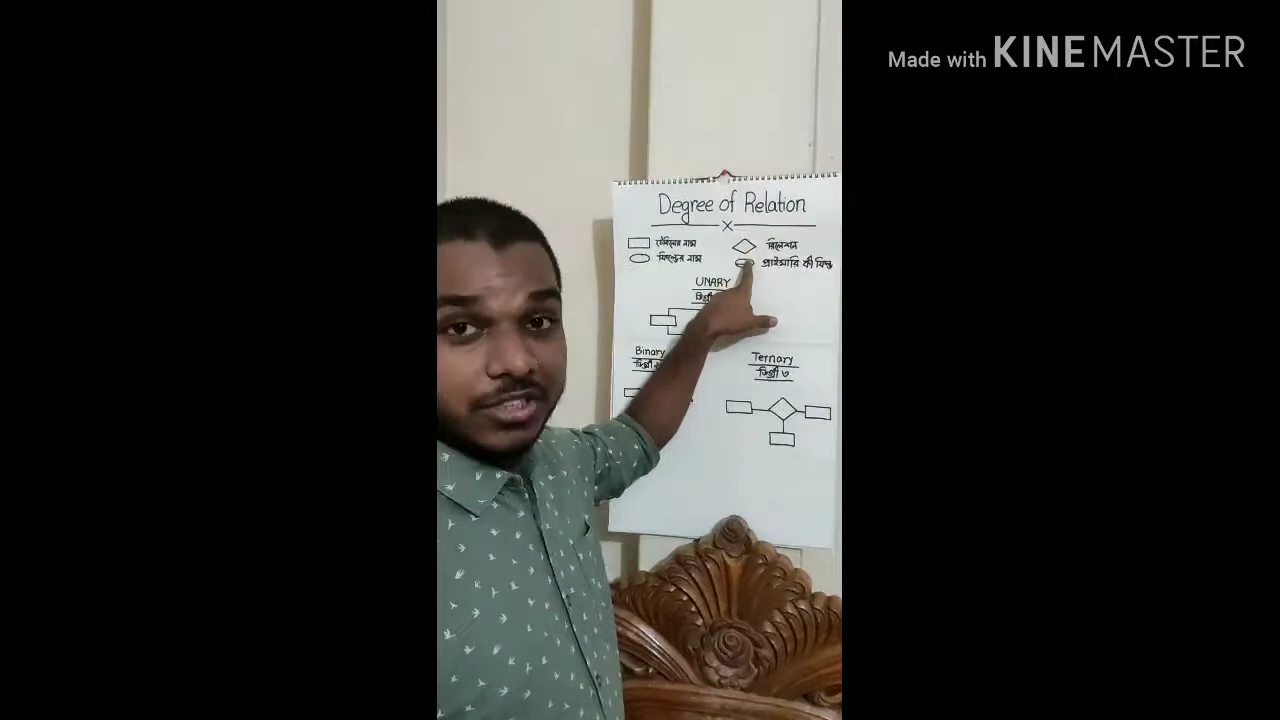 Made with KINEMASTER
Degree of Relation
টেবিলের নাম
রিলেশন
ফিল্ডের নাম
প্রাইমারি কী ফিল্ড
UNARY
ডিগ্রী
Binary
Ternary
ডিগ্রী
ডিগ্রী ৩